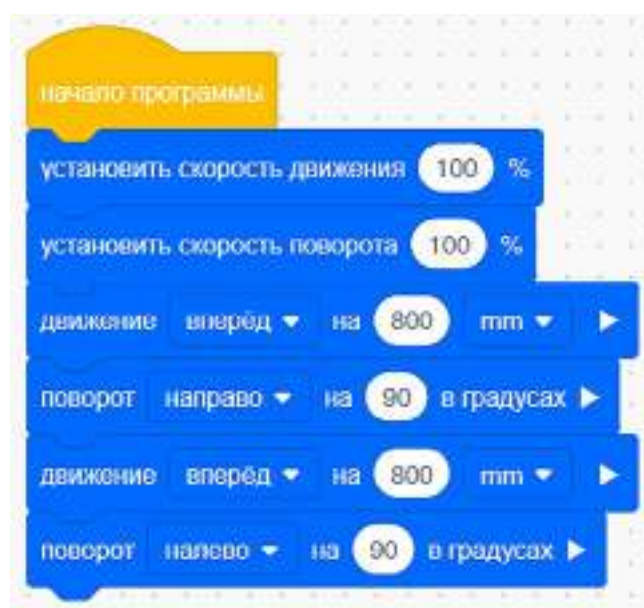 начало программы
установить скорость движения 100 %
установить скорость поворота 100 %
движение вперёд на 800 mm
поворот направо на 90 в градусах
движение вперёд на 800 mm
поворот налево на 90 в градусах